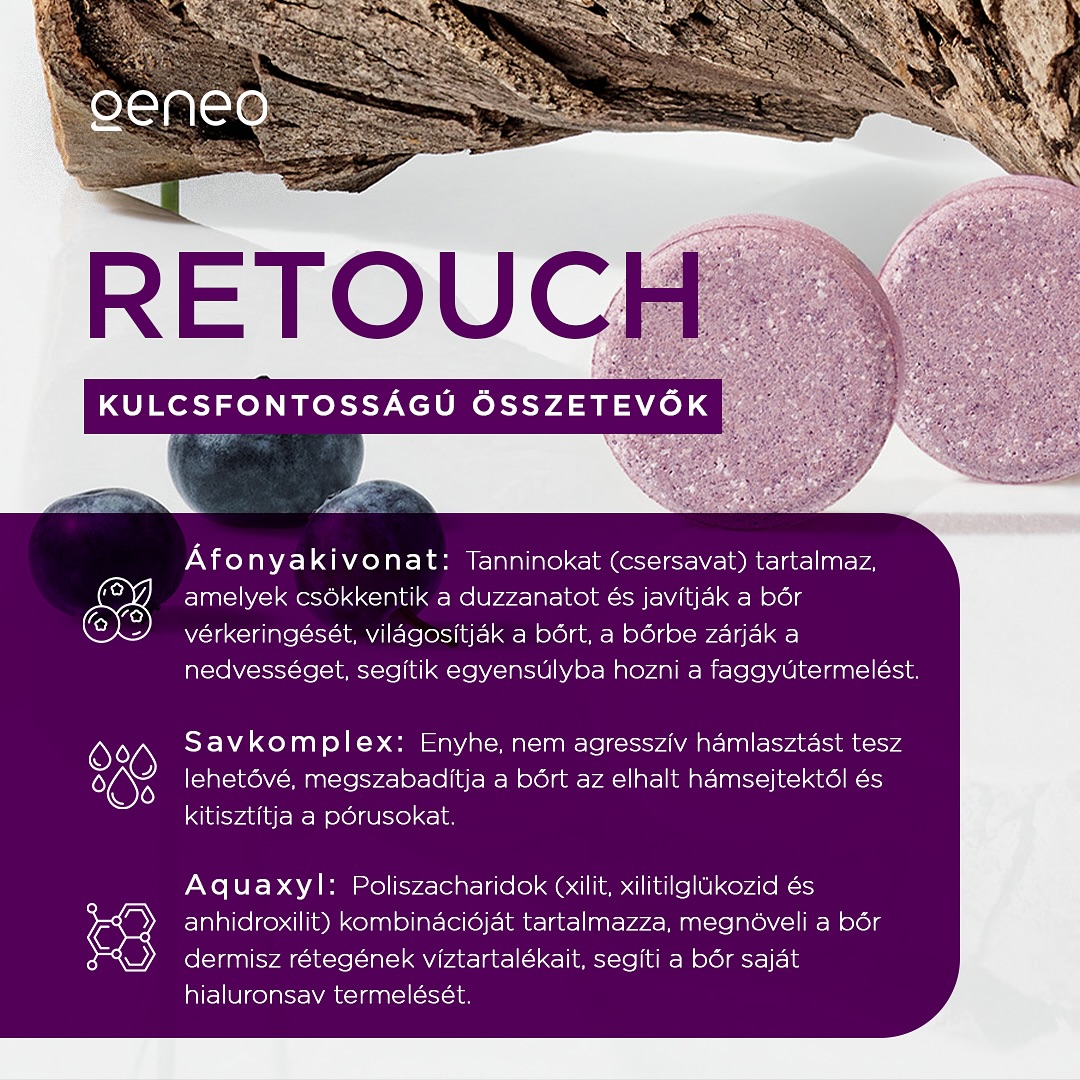 geneo
RETOUCH
KULCSFONTOSSÁGÚ ÖSSZETEVŐK
Áfonyakivonat: Tanninokat (csersavat) tartalmaz,
amelyek csökkentik a duzzanatot és javítják a bőr
vérkeringését, világosítják a bőrt, a bőrbe zárják a
nedvességet, segítik egyensúlyba hozni a faggyútermelést.
Savkomplex: Enyhe, nem agresszív hámlasztást tesz
lehetővé, megszabadítja a bőrt az elhalt hámsejtektől és
kitisztítja a pórusokat.
Aquaxyl: Poliszacharidok (xilit, xilitilglükozid és
anhidroxilit) kombinációját tartalmazza, megnöveli a bőr
dermisz rétegének víztartalékait, segíti a bőr saját
hialuronsav termelését.